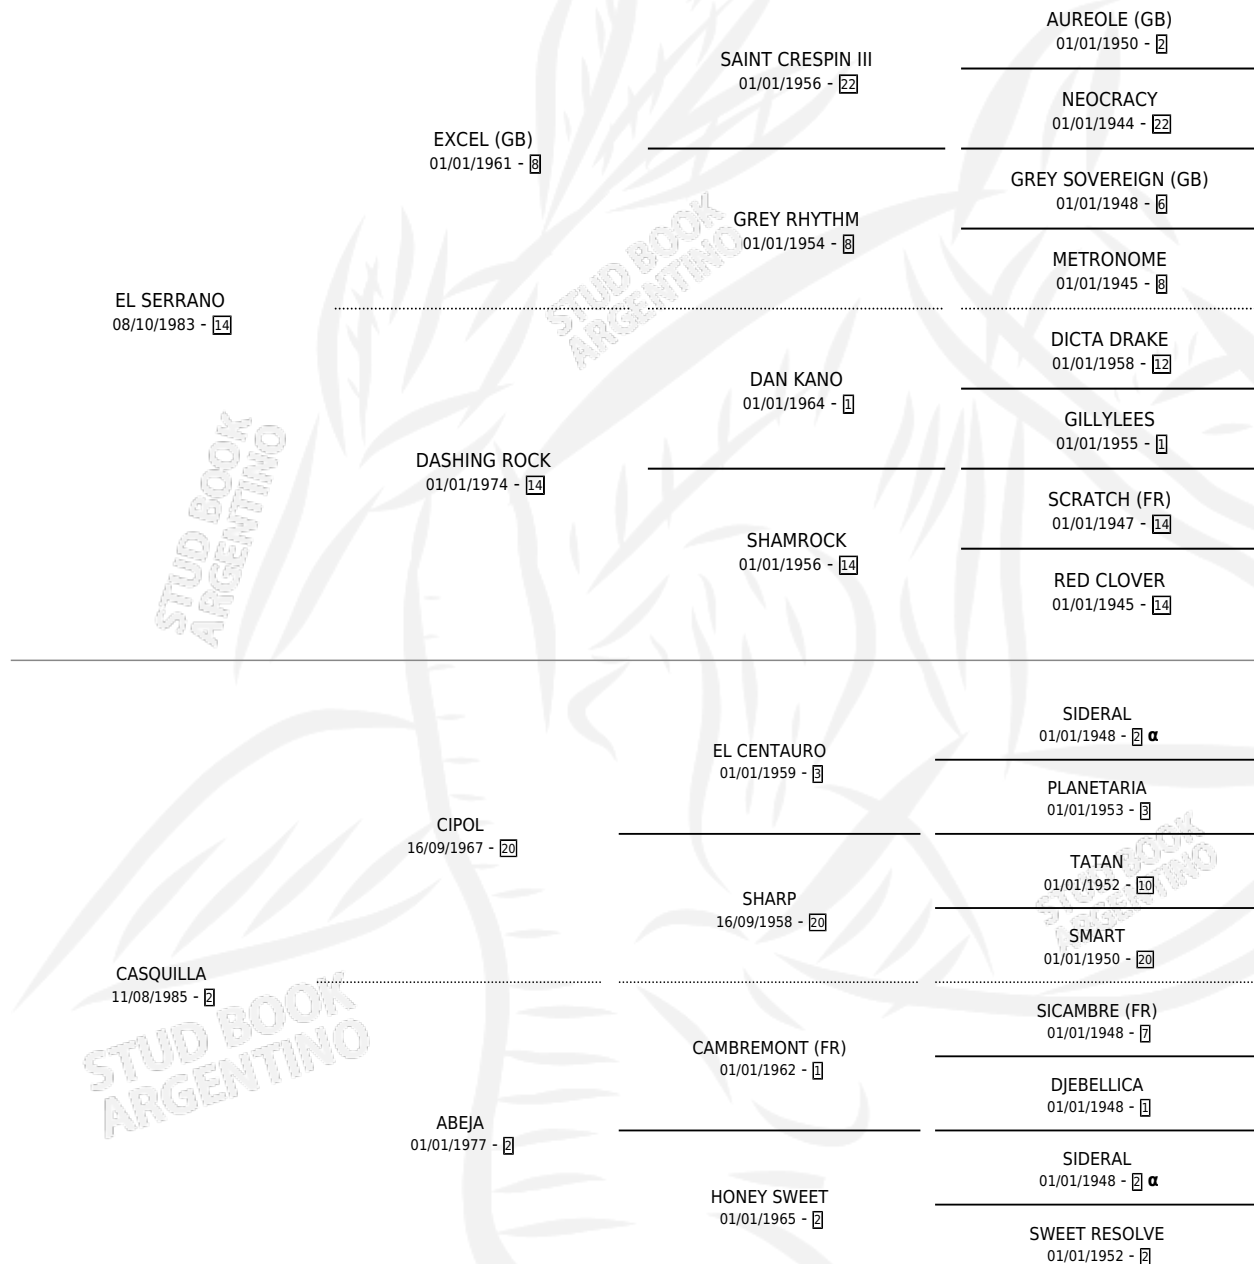 AUREOLE (GB)
01/01/1950 - 2
SAINT CRESPIN III
01/01/1956 - 22
NEOCRACY
01/01/1944 - 22
EXCEL (GB)
01/01/1961 - 8
GREY SOVEREIGN (GB)
01/01/1948 - 6
GREY RHYTHM
01/01/1954 - 8
METRONOME
01/01/1945 - 8
EL SERRANO
08/10/1983 - 14
DICTA DRAKE
01/01/1958 - 12
DAN KANO
01/01/1964 - 1
GILLYLEES
01/01/1955 - 1
DASHING ROCK
01/01/1974 - 14
SCRATCH (FR)
01/01/1947 - 14
SHAMROCK
01/01/1956 - 14
RED CLOVER
01/01/1945 - 14
SIDERAL
01/01/1948 - 2 α
EL CENTAURO
01/01/1959 - 3
PLANETARIA
01/01/1953 - 3
CIPOL
16/09/1967 - 20
TATAN
01/01/1952 - 10
SHARP
16/09/1958 - 20
SMART
01/01/1950 - 20
CASQUILLA
11/08/1985 - 2
SICAMBRE (FR)
01/01/1948 - 7
CAMBREMONT (FR)
01/01/1962 - 1
DJEBELLICA
01/01/1948 - 1
ABEJA
01/01/1977 - 2
SIDERAL
01/01/1948 - 2 α
HONEY SWEET
01/01/1965 - 2
SWEET RESOLVE
01/01/1952 - 2
STUD BOOK
ARGENTINO
STUD BOOK
ARGENTINO
STUD BOOK
ARGENTINO
STUD BOOK
ARGENTINO